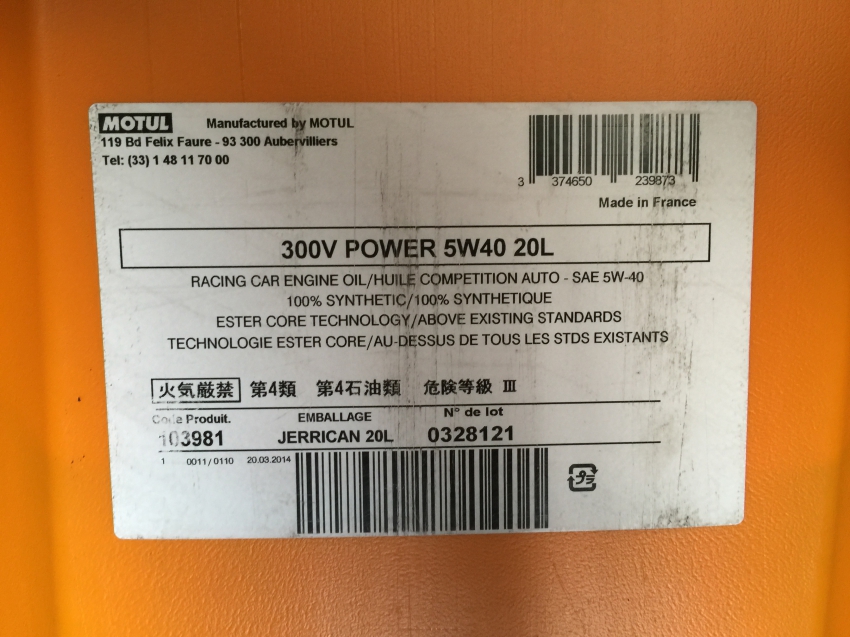 MOTUL Manufactured by MOTUL
119 Bd Felix Faure - 93 300 Aubervilliers
Tel: (33) 1 48 11 70 00
3 374650 239873
Made in France
300V POWER 5W40 20L
RACING CAR ENGINE OIL/HUILE COMPETITION AUTO - SAE 5W-40
100% SYNTHETIC/100% SYNTHETIQUE
ESTER CORE TECHNOLOGY/ABOVE EXISTING STANDARDS
TECHNOLOGIE ESTER CORE/AU-DESSUS DE TOUS LES STDS EXISTANTS
火気厳禁 第4類 第4石油類 危険等級 Ⅲ
Code Produit. EMBALLAGE N° de lot
103981 JERRICAN 20L 0328121
1 0011/0110 20.03.2014
プラ